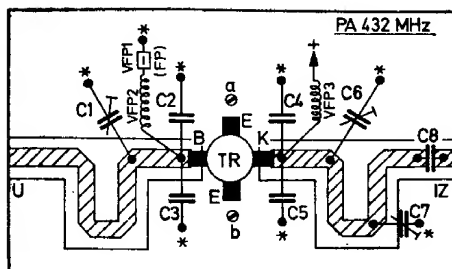 PA 432 MHz
*
VFP1
(FP)
VFP2
C1
*
*
C2
a
E
*
C4
+
VFP3
*
C6
C8
B
TR
K
U
IZ
C3
*
E
b
C5
*
C7
*